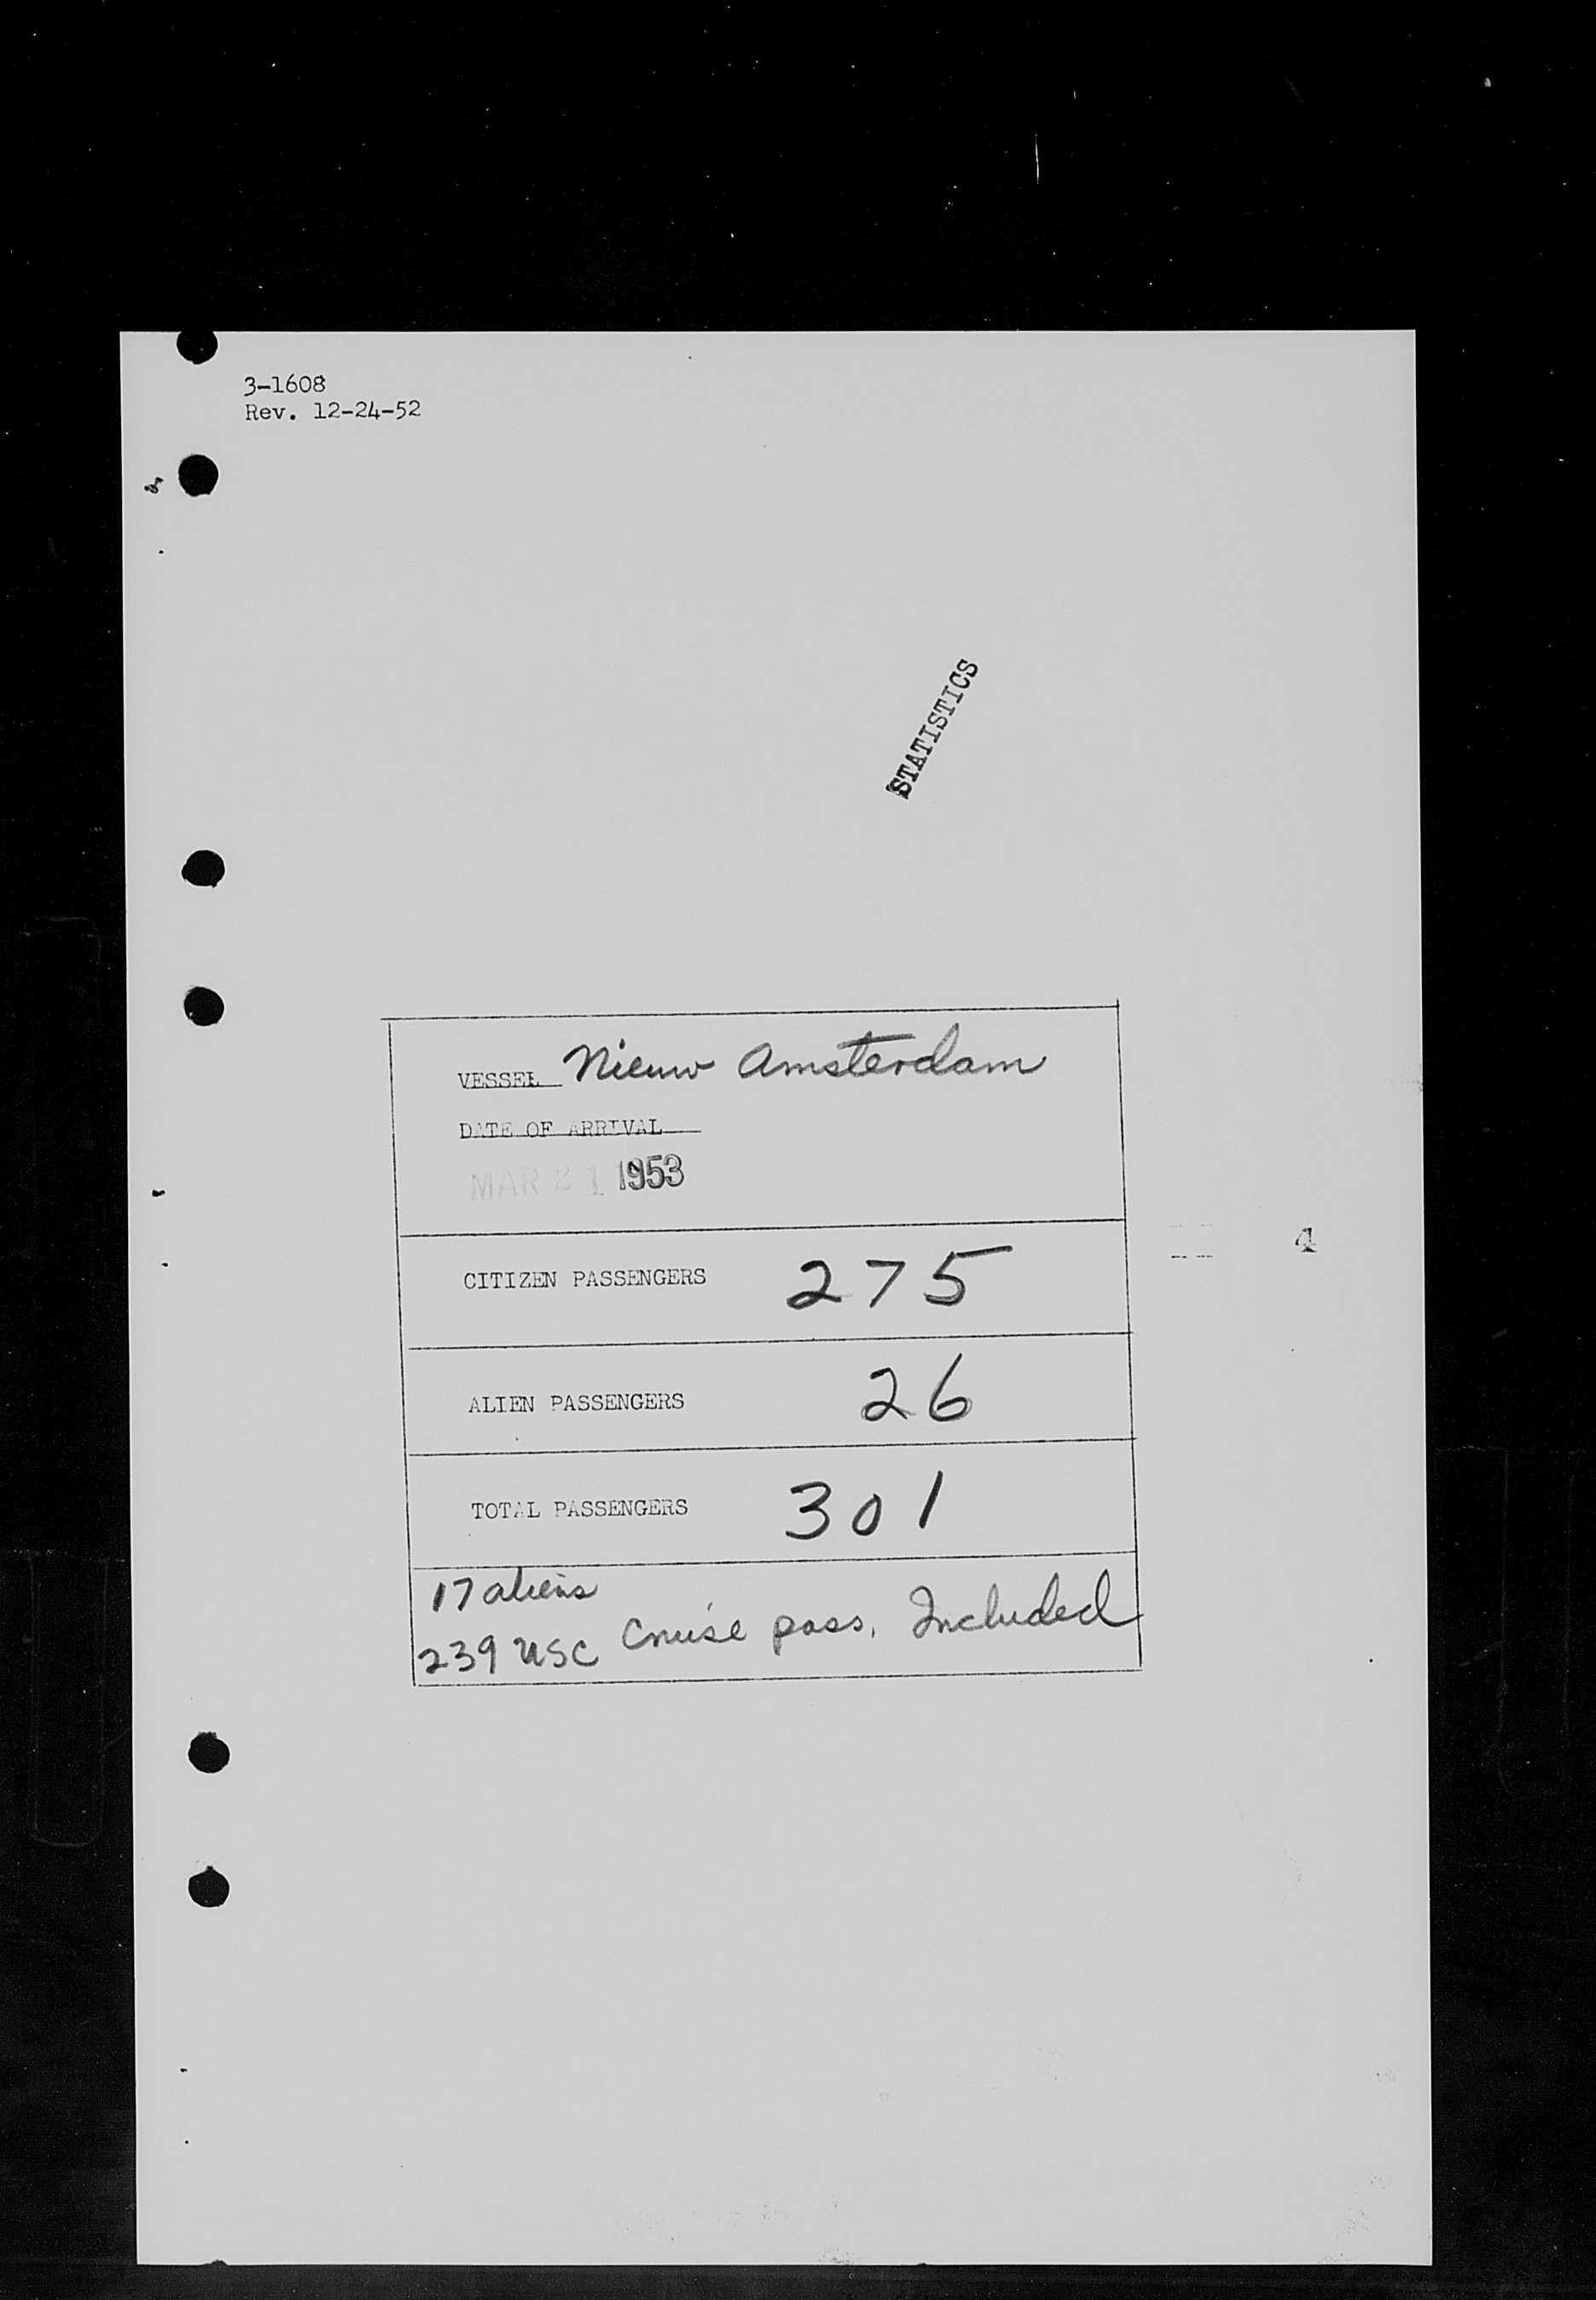 3-1608
Rev. 12-24-52
STATISTICS
VESSEL Nieuw Amsterdam
DATE OF ARRIVAL
MAR 21 1953
4
CITIZEN PASSENGERS 275
ALIEN PASSENGERS 26
TOTAL PASSENGERS 301
17 aliens
239 USC Cruise pass. Included